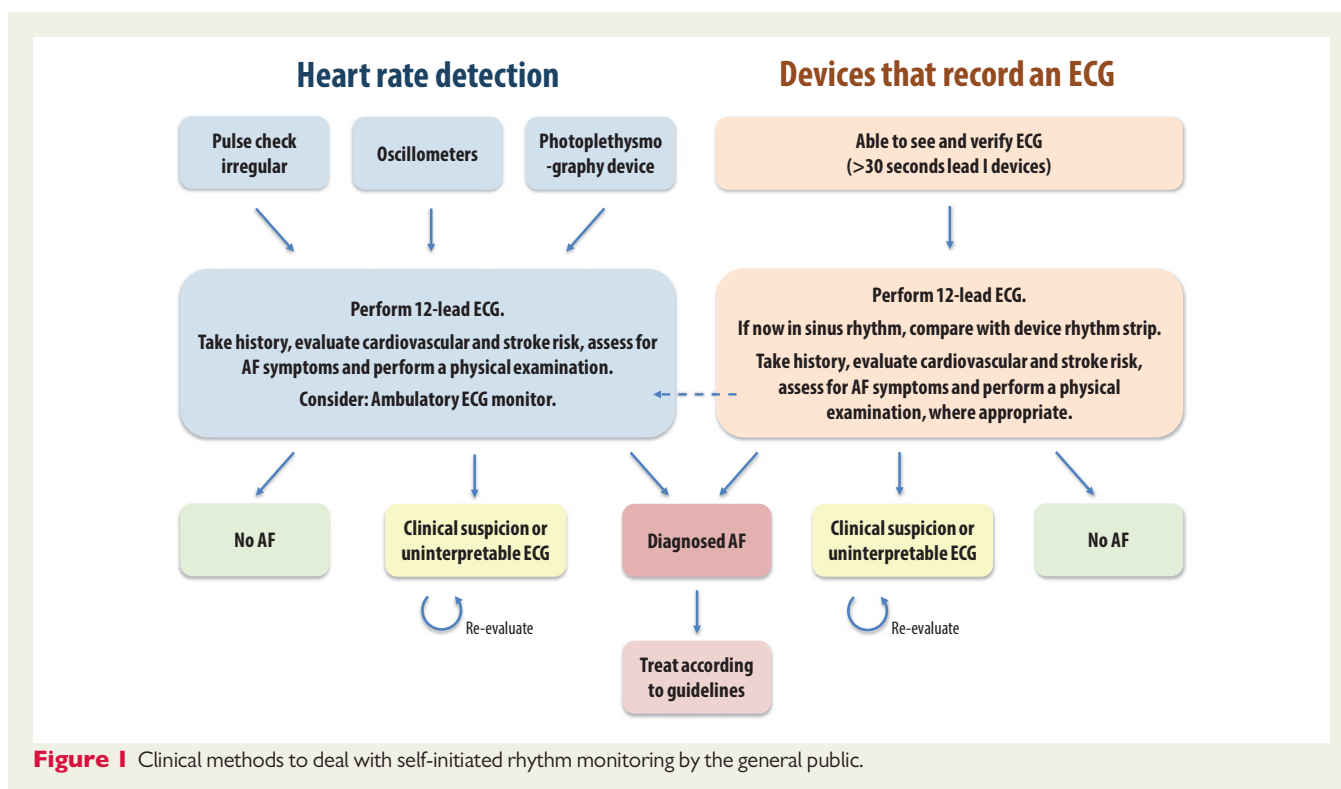 Heart rate detection
Devices that record an ECG
Pulse check
irregular
Oscillometers
Photoplethysmo
-graphy device
Able to see and verify ECG
(>30 seconds lead I devices)
Perform 12-lead ECG.
Take history, evaluate cardiovascular and stroke risk, assess for
AF symptoms and perform a physical examination.
Consider: Ambulatory ECG monitor.
Perform 12-lead ECG.
If now in sinus rhythm, compare with device rhythm strip.
Take history, evaluate cardiovascular and stroke risk,
assess for AF symptoms and perform a physical
examination, where appropriate.
No AF
Clinical suspicion or
uninterpretable ECG
Diagnosed AF
Clinical suspicion or
uninterpretable ECG
No AF
Re-evaluate
Re-evaluate
Treat according
to guidelines
Figure 1 Clinical methods to deal with self-initiated rhythm monitoring by the general public.